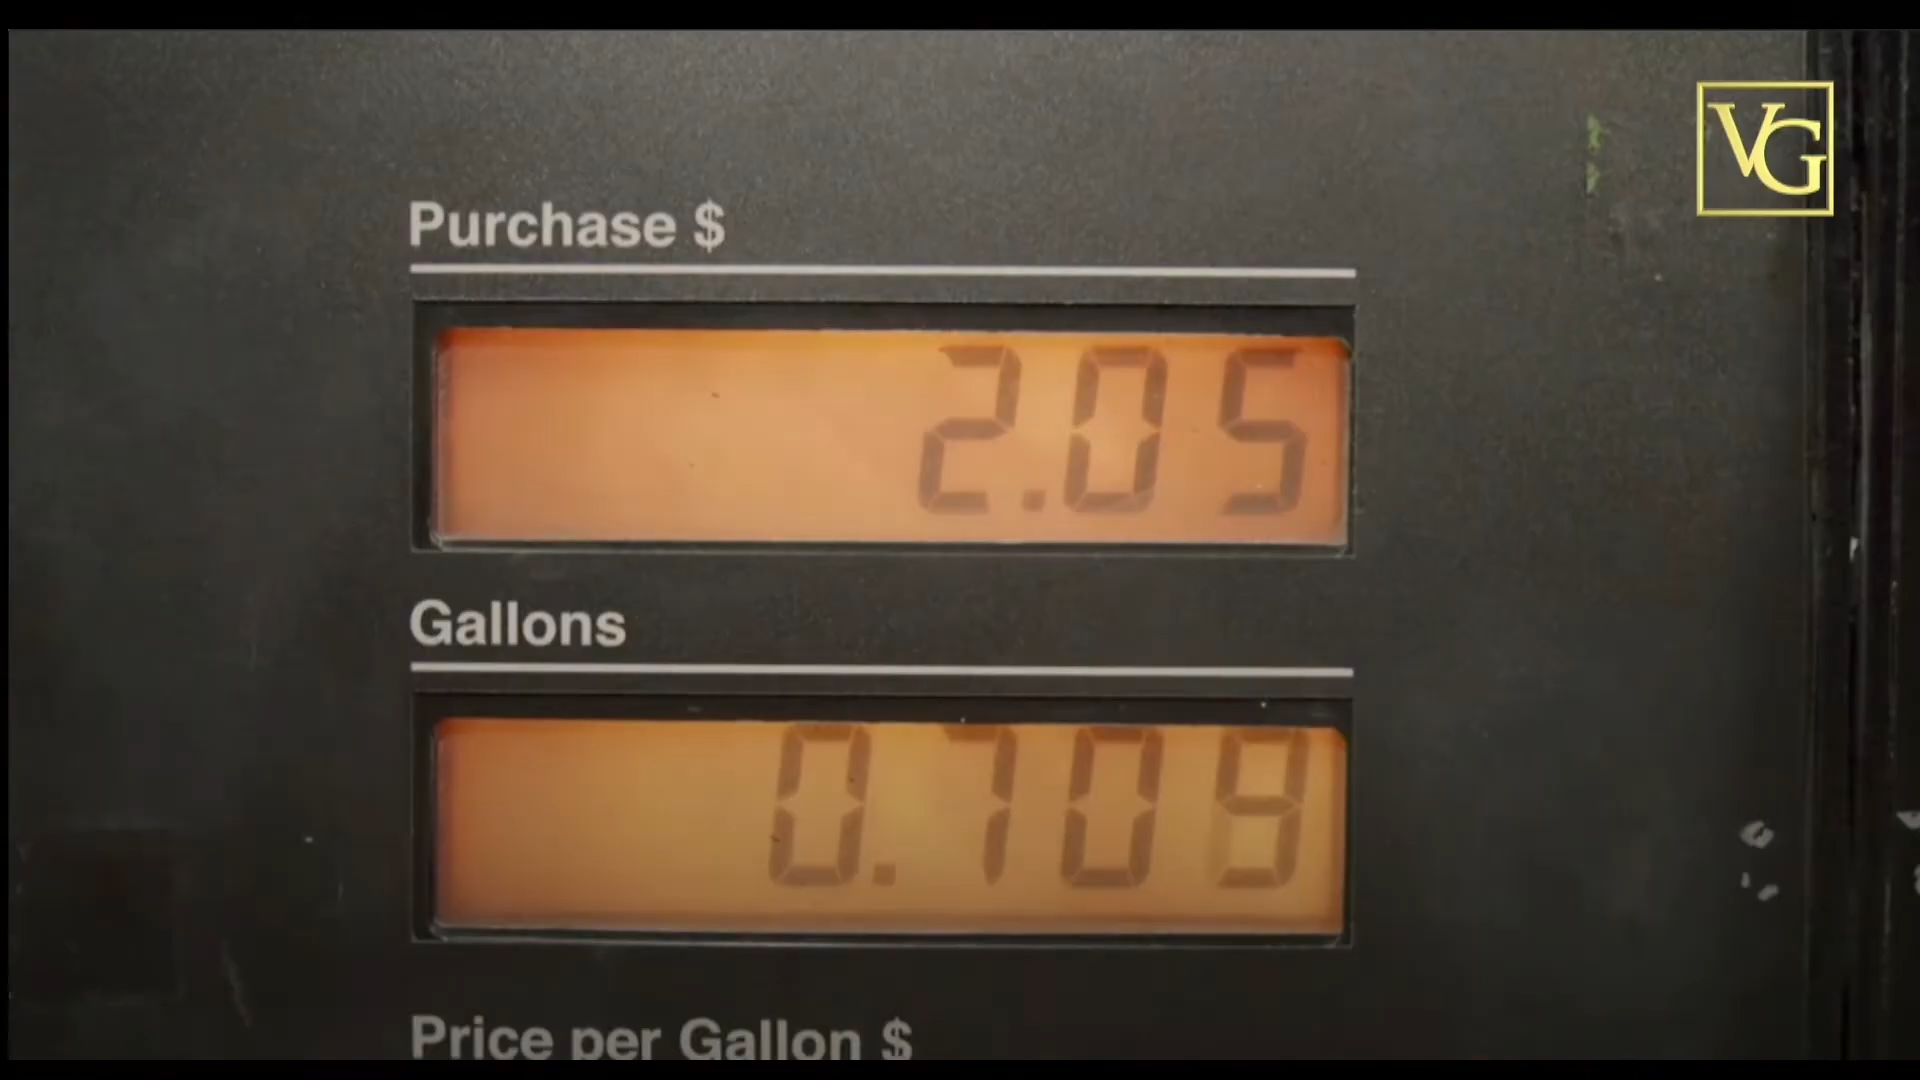 VG
Purchase $
2.05
Gallons
0.709
Price per Gallon $